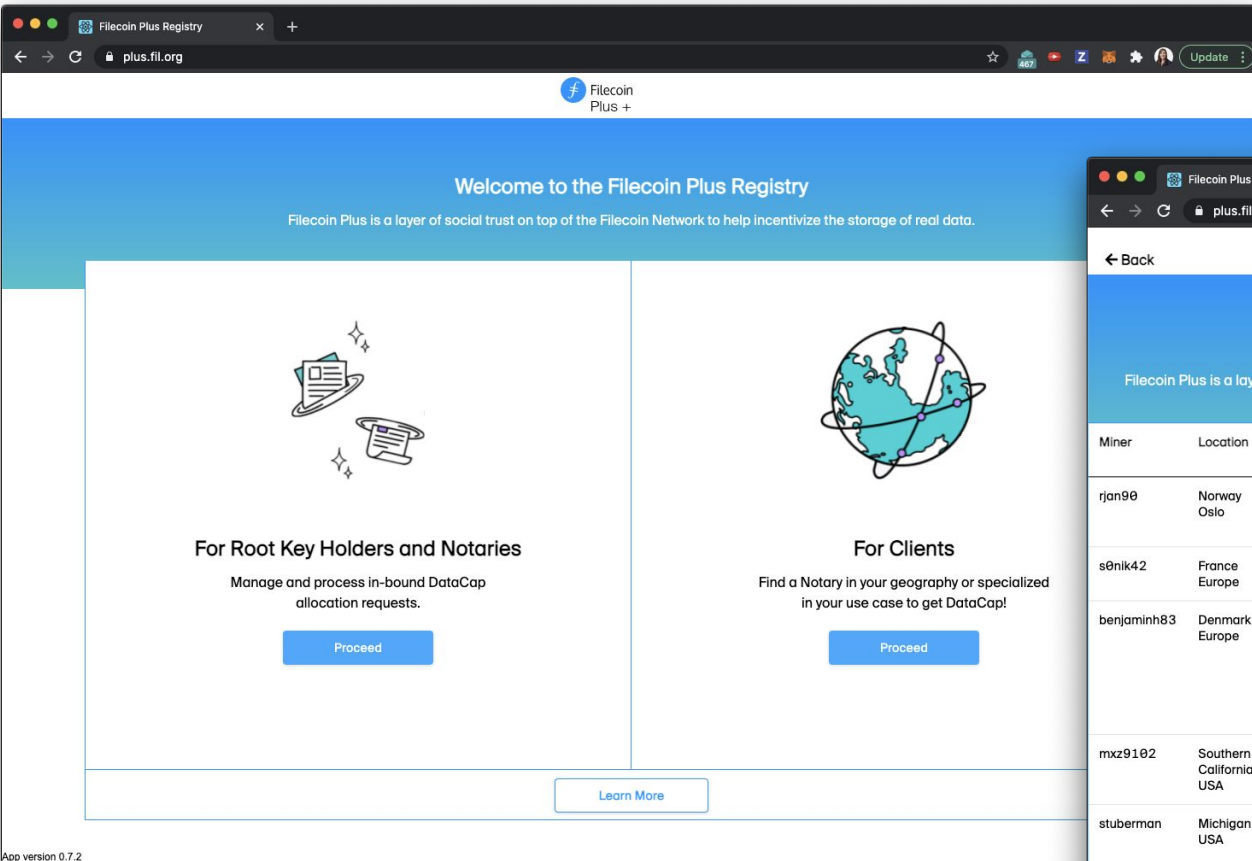 Filecoin Plus Registry
plus.fil.org
467
Z
Update
Filecoin
Plus +
Welcome to the Filecoin Plus Registry
Filecoin Plus is a layer of social trust on top of the Filecoin Network to help incentivize the storage of real data.
For Root Key Holders and Notaries
Manage and process in-bound DataCap
allocation requests.
Proceed
For Clients
Find a Notary in your geography or specialized
in your use case to get DataCap!
Proceed
Learn More
App version 0.7.2
Filecoin Plus
plus.fil
Back
Filecoin Plus is a lay
Miner Location
rjan90 Norway
Oslo
s0nik42 France
Europe
benjaminh83 Denmark
Europe
mxz9102 Southern
California
USA
stuberman Michigan
USA